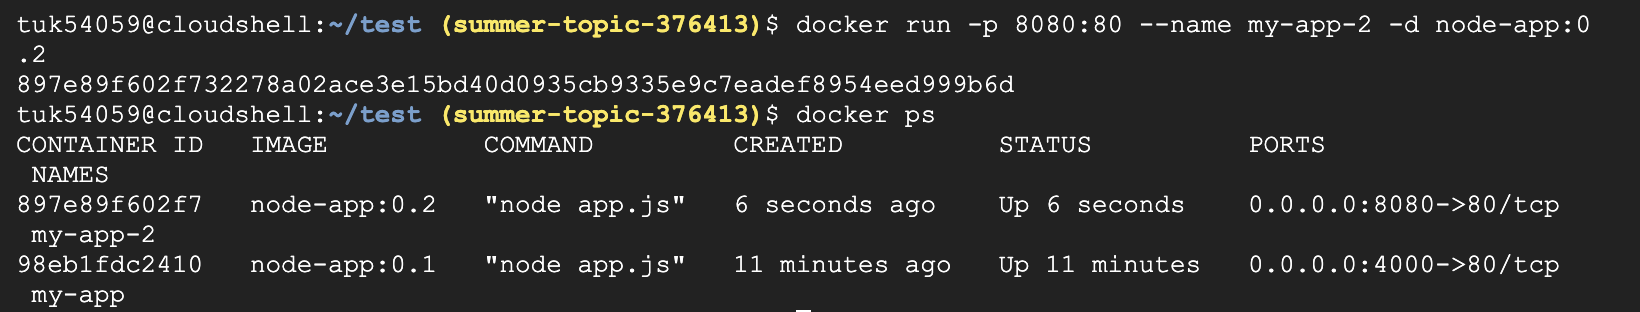 tuk54059@cloudshell:~/test (summer-topic-376413)$ docker run -p 8080:80 --name my-app-2 -d node-app:0
.2
897e89f602f732278a02ace3e15bd40d0935cb9335e9c7eadef8954eed999b6d
tuk54059@cloudshell:~/test (summer-topic-376413)$ docker ps
CONTAINER ID   IMAGE          COMMAND         CREATED          STATUS          PORTS
 NAMES
897e89f602f7   node-app:0.2   "node app.js"   6 seconds ago    Up 6 seconds    0.0.0.0:8080->80/tcp
 my-app-2
98eb1fdc2410   node-app:0.1   "node app.js"   11 minutes ago   Up 11 minutes   0.0.0.0:4000->80/tcp
 my-app